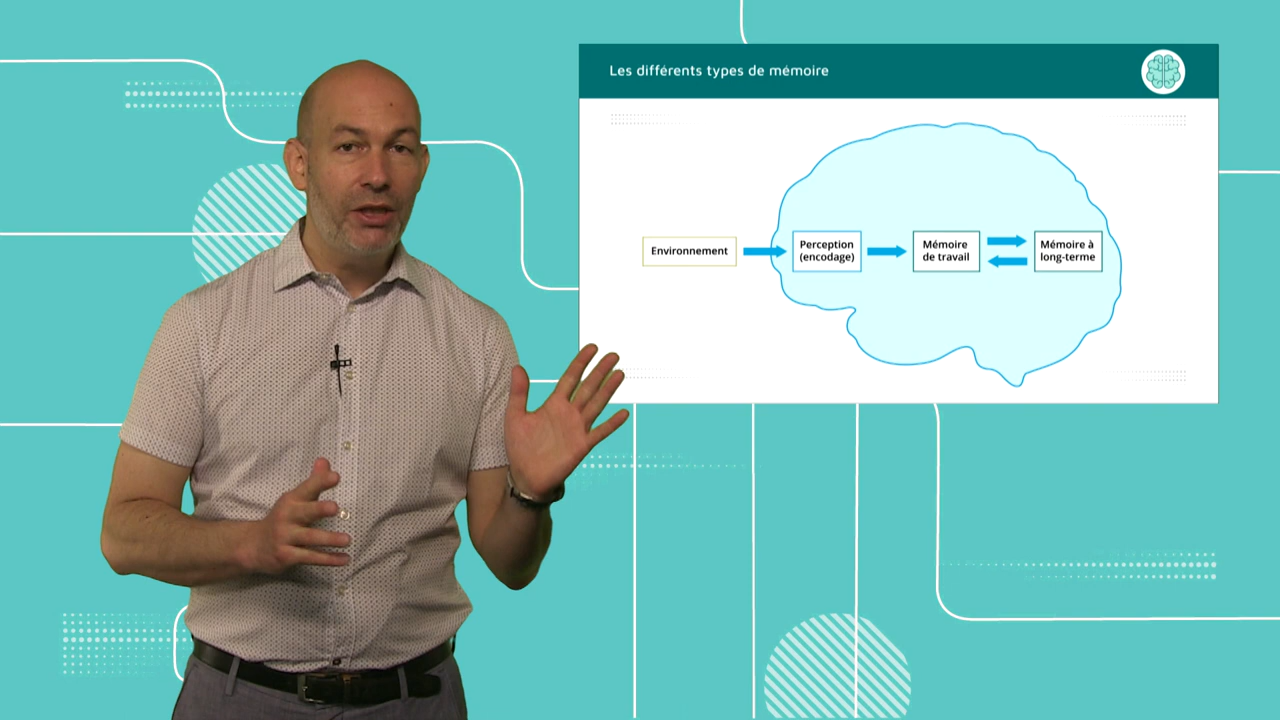 Les différents types de mémoire
Environnement
Perception
(encodage)
Mémoire
de travail
Mémoire à
long-terme